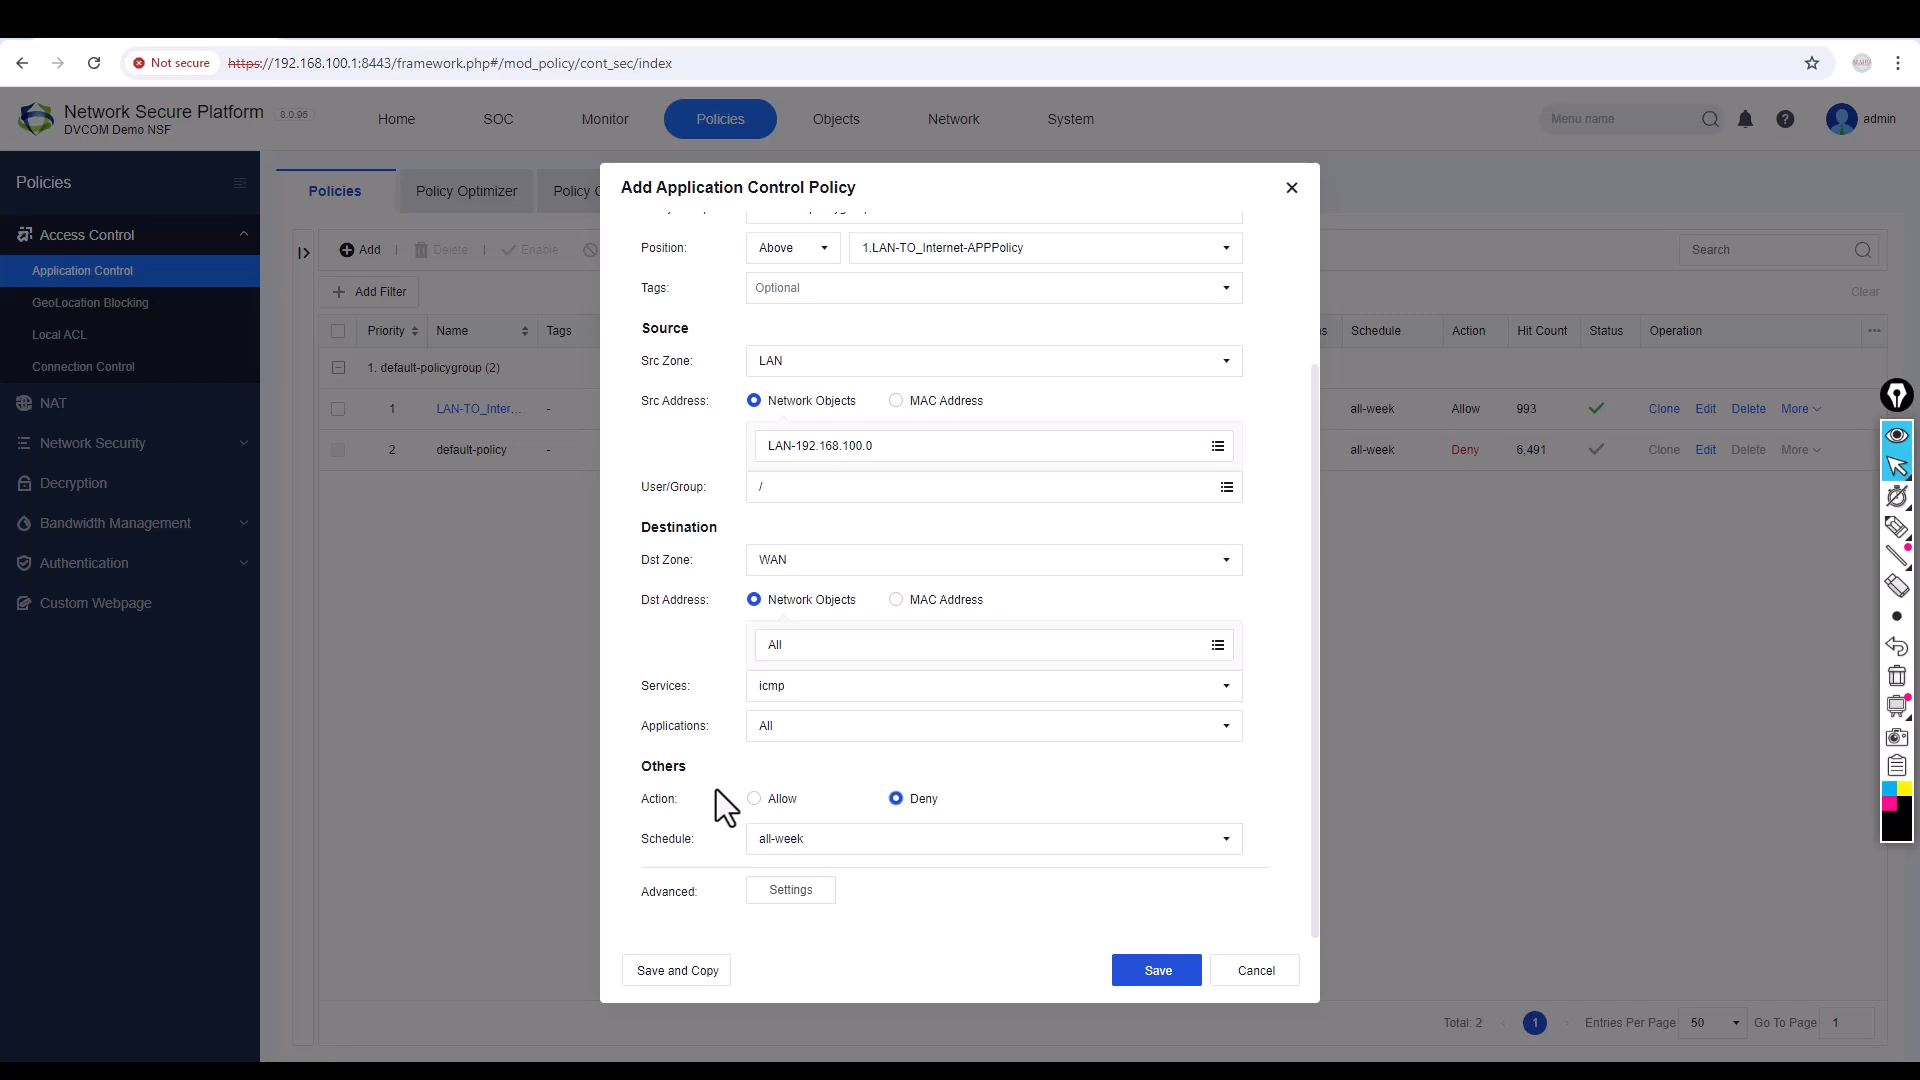 Not secure
https://192.168.100.1:8443/framework.php#/mod_policy/cont_sec/index
Network Secure Platform 8.0.95
DVCOM Demo NSF
Home
SOC
Monitor
Policies
Objects
Network
System
Menu name
admin
Policies
Access Control
Application Control
GeoLocation Blocking
Local ACL
Connection Control
NAT
Network Security
Decryption
Bandwidth Management
Authentication
Custom Webpage
Policies
Policy Optimizer
Add
Delete
Enable
Search
Add Filter
Clear
Priority Name Tags Schedule Action Hit Count Status Operation
1. default-policygroup (2)
1 LAN-TO_Inter... - all-week Allow 993 Clone Edit Delete More
2 default-policy - all-week Deny 6,491 Clone Edit Delete More
Total: 2
1
Entries Per Page 50
Go To Page 1
Add Application Control Policy
Position: Above 1.LAN-TO_Internet-APPPolicy
Tags: Optional
Source
Src Zone: LAN
Src Address: Network Objects MAC Address
LAN-192.168.100.0
User/Group: /
Destination
Dst Zone: WAN
Dst Address: Network Objects MAC Address
All
Services: icmp
Applications: All
Others
Action: Allow Deny
Schedule: all-week
Advanced: Settings
Save and Copy
Save
Cancel